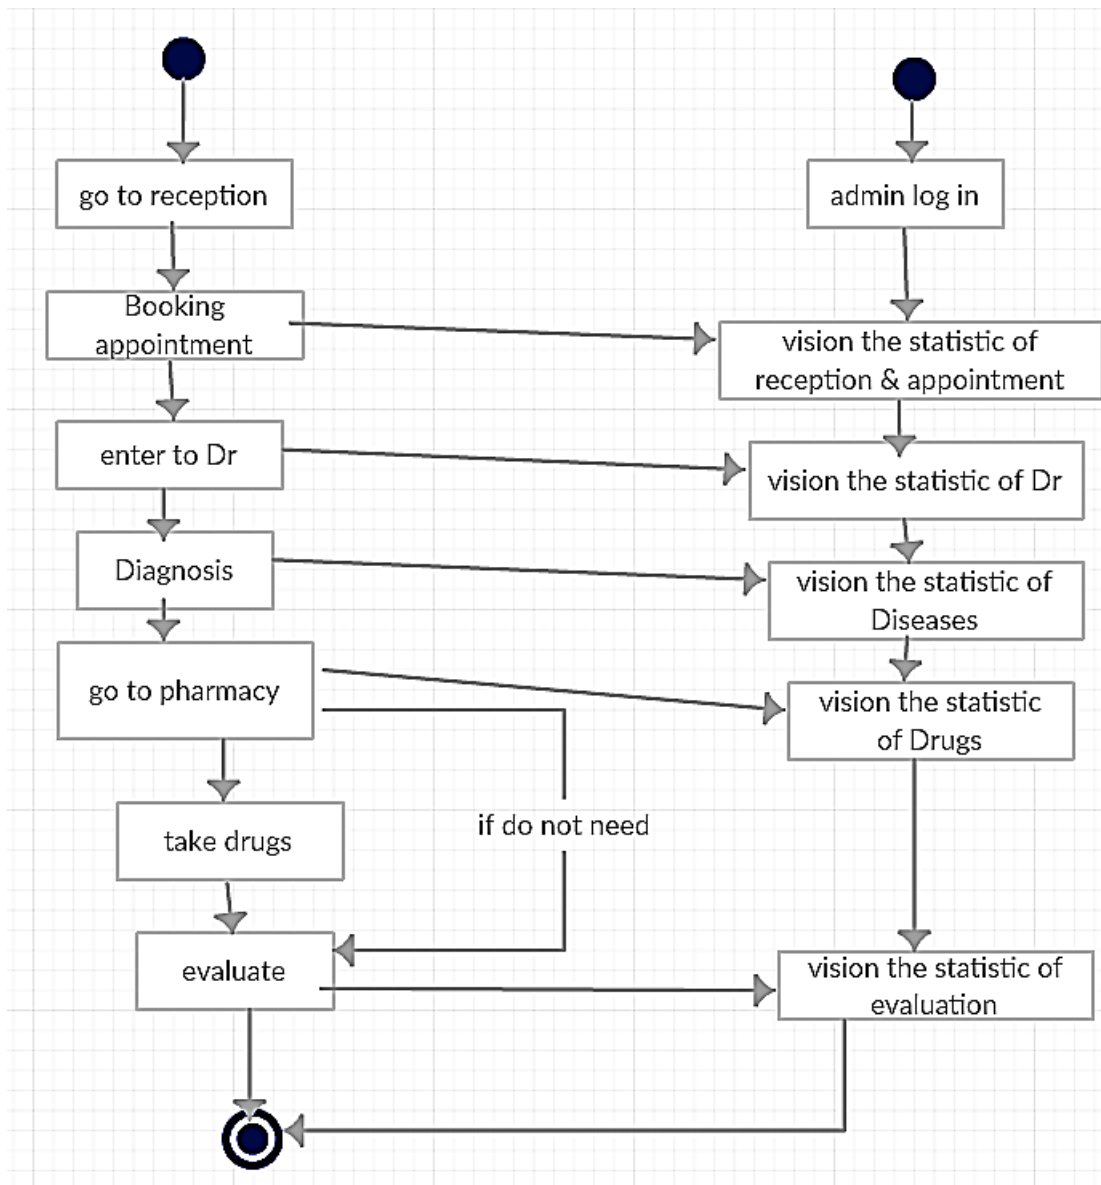 go to reception
admin log in
Booking
appointment
vision the statistic of
reception & appointment
enter to Dr
vision the statistic of Dr
Diagnosis
vision the statistic of
Diseases
go to pharmacy
vision the statistic
of Drugs
take drugs
if do not need
evaluate
vision the statistic of
evaluation